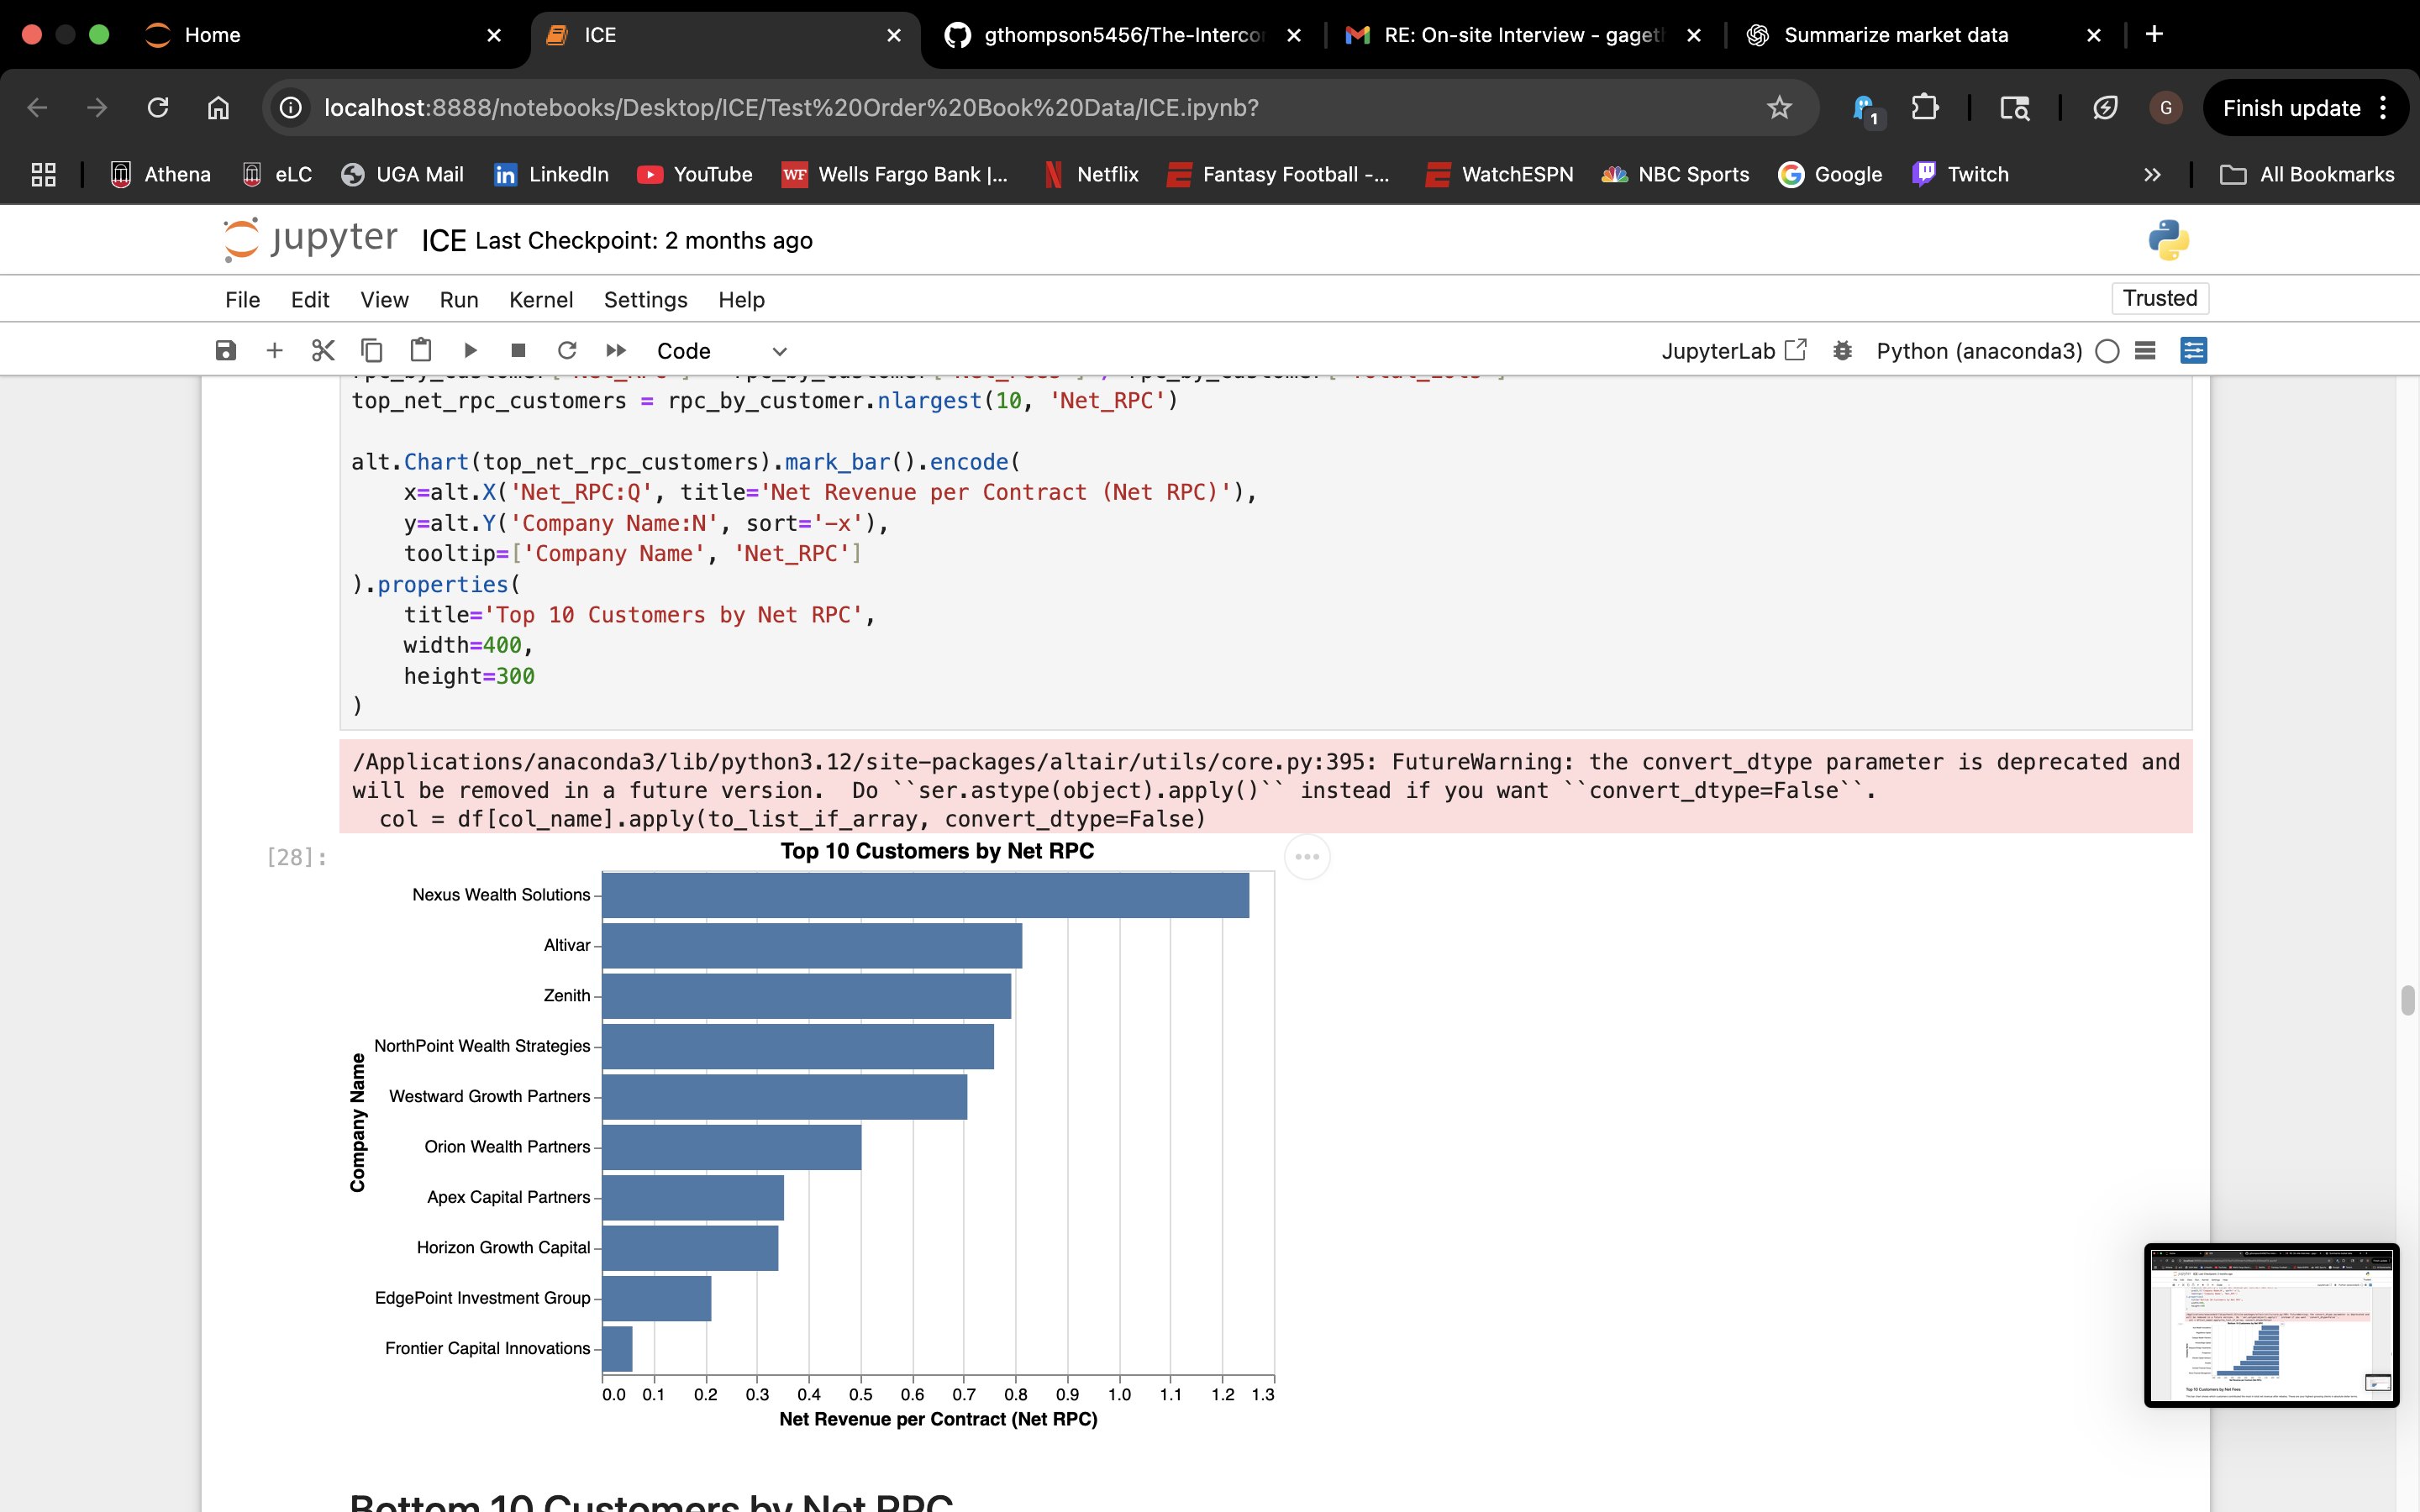 Home
ICE
gthompson5456/The-Interco
RE: On-site Interview - gaget
Summarize market data
localhost:8888/notebooks/Desktop/ICE/Test%20Order%20Book%20Data/ICE.ipynb?
1
G
Finish update
Athena
eLC
UGA Mail
LinkedIn
YouTube
WF Wells Fargo Bank |...
Netflix
Fantasy Football -...
WatchESPN
NBC Sports
Google
Twitch
All Bookmarks
jupyter ICE Last Checkpoint: 2 months ago
File Edit View Run Kernel Settings Help
Trusted
Code
JupyterLab
Python (anaconda3)
top_net_rpc_customers = rpc_by_customer.nlargest(10, 'Net_RPC')
alt.Chart(top_net_rpc_customers).mark_bar().encode(
x=alt.X('Net_RPC:Q', title='Net Revenue per Contract (Net RPC)'),
y=alt.Y('Company Name:N', sort='-x'),
tooltip=['Company Name', 'Net_RPC']
).properties(
title='Top 10 Customers by Net RPC',
width=400,
height=300
)
/Applications/anaconda3/lib/python3.12/site-packages/altair/utils/core.py:395: FutureWarning: the convert_dtype parameter is deprecated and
will be removed in a future version.  Do ``ser.astype(object).apply()`` instead if you want ``convert_dtype=False``.
col = df[col_name].apply(to_list_if_array, convert_dtype=False)
[28]:
Top 10 Customers by Net RPC
Nexus Wealth Solutions
Altivar
Zenith
NorthPoint Wealth Strategies
Westward Growth Partners
Orion Wealth Partners
Apex Capital Partners
Horizon Growth Capital
EdgePoint Investment Group
Frontier Capital Innovations
Company Name
0.0 0.1 0.2 0.3 0.4 0.5 0.6 0.7 0.8 0.9 1.0 1.1 1.2 1.3
Net Revenue per Contract (Net RPC)
Bottom 10 Customers by Net RPC